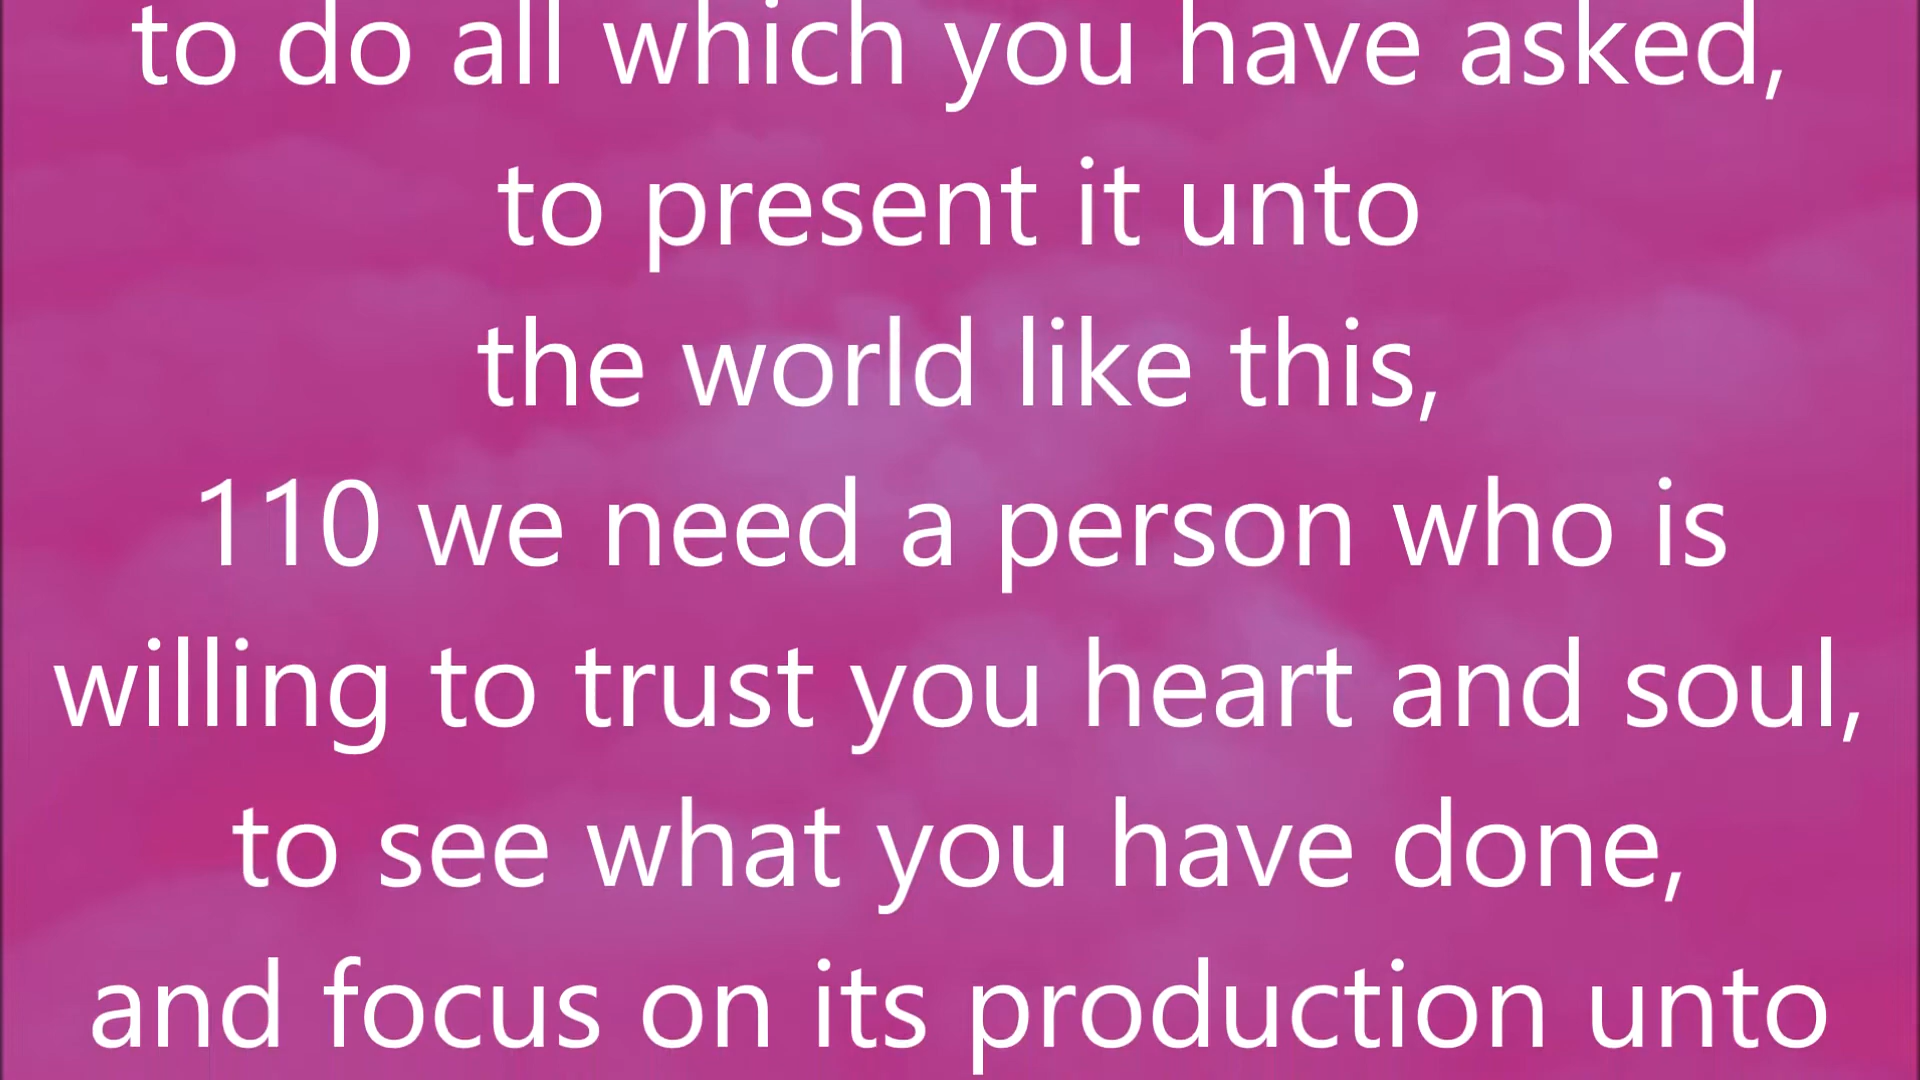 to do all which you have asked,
to present it unto
the world like this,
110 we need a person who is
willing to trust you heart and soul,
to see what you have done,
and focus on its production unto